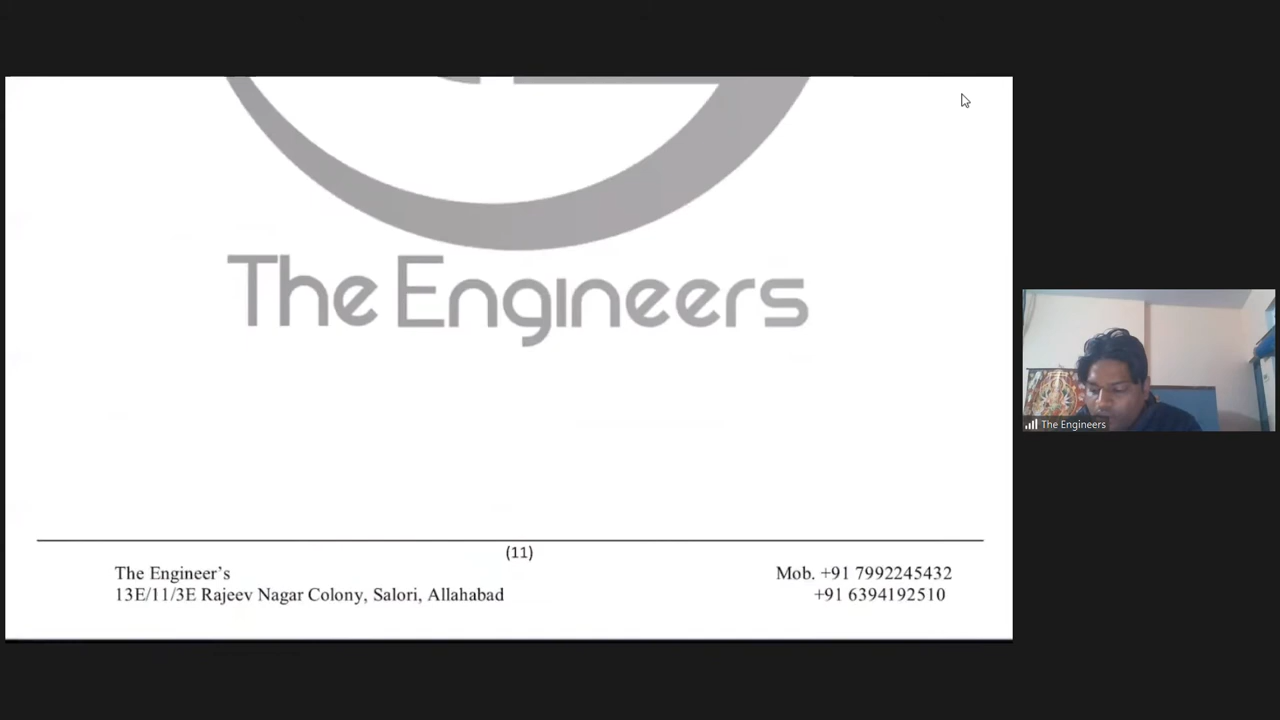 The Engineers
The Engineers
(11)
The Engineer's
Mob. +91 7992245432
13E/11/3E Rajeev Nagar Colony, Salori, Allahabad
+91 6394192510